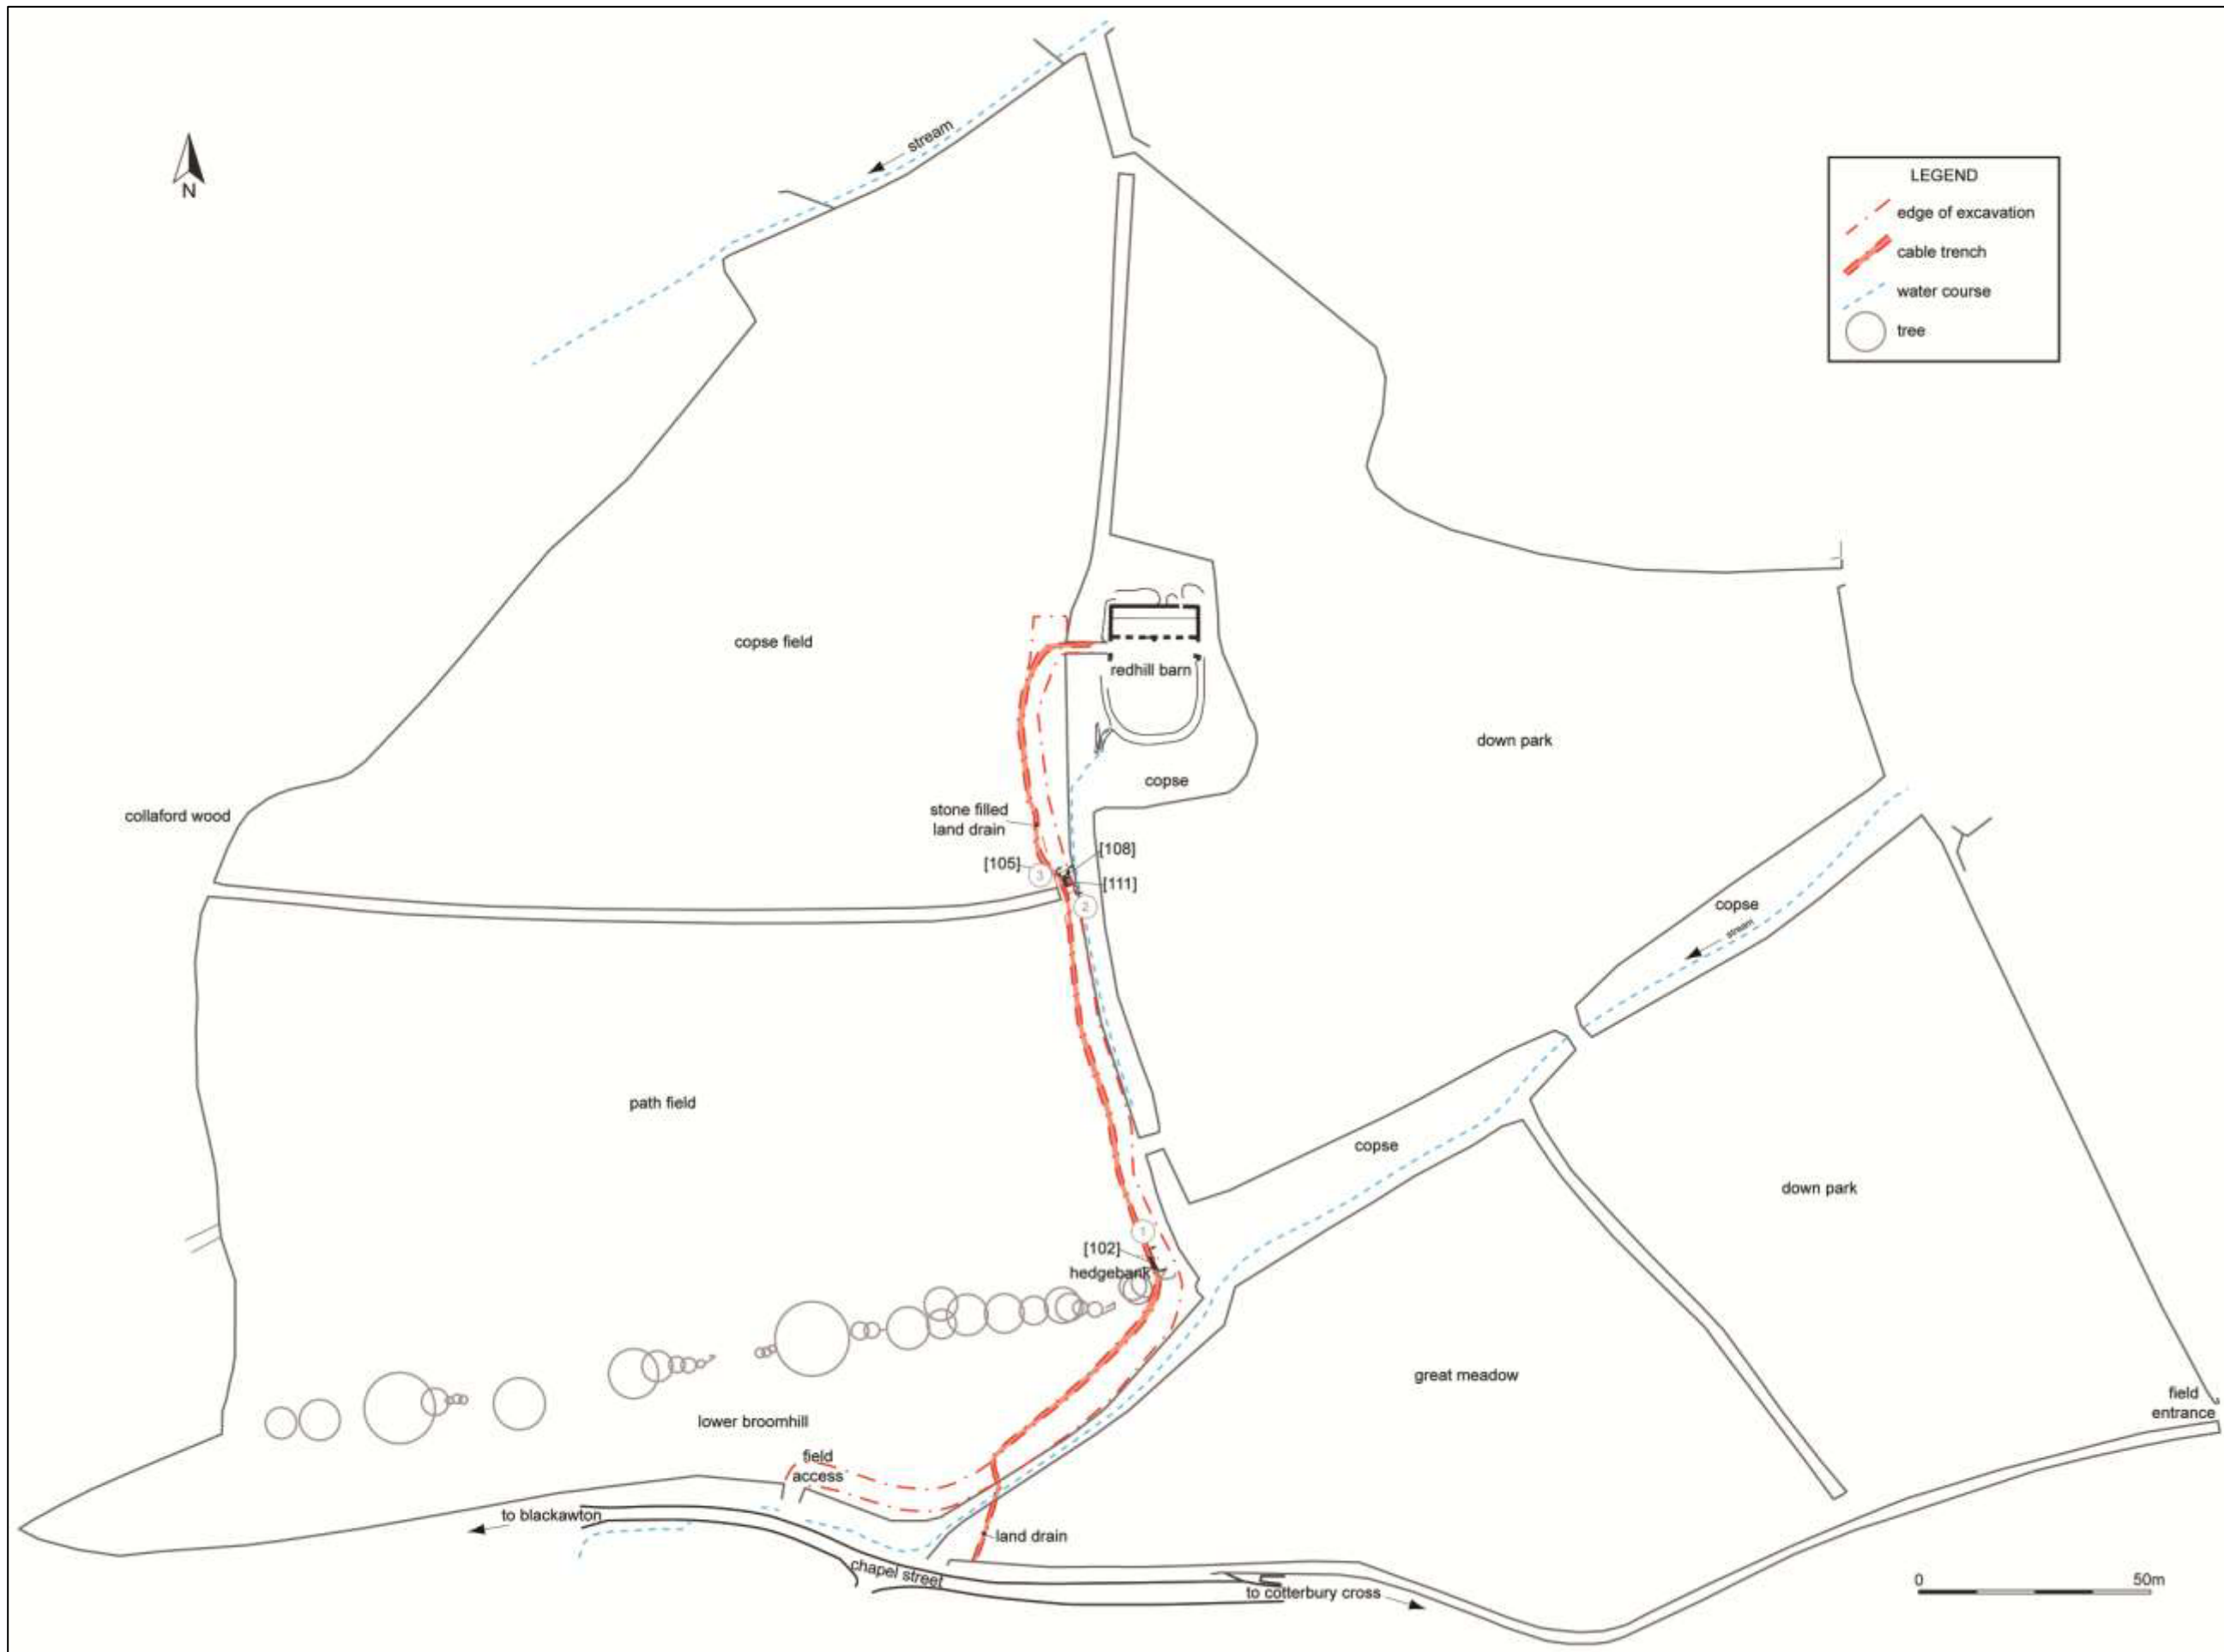 stream
N
LEGEND
edge of excavation
cable trench
water course
tree
copse field
redhill barn
down park
copse
collaford wood
stone filled
land drain
[108]
[105]
3
[111]
2
copse
stream
path field
copse
down park
1
[102]
hedgebank
great meadow
field
entrance
lower broomhill
field
access
to blackawton
land drain
chapel street
to cotterbury cross
0
50m